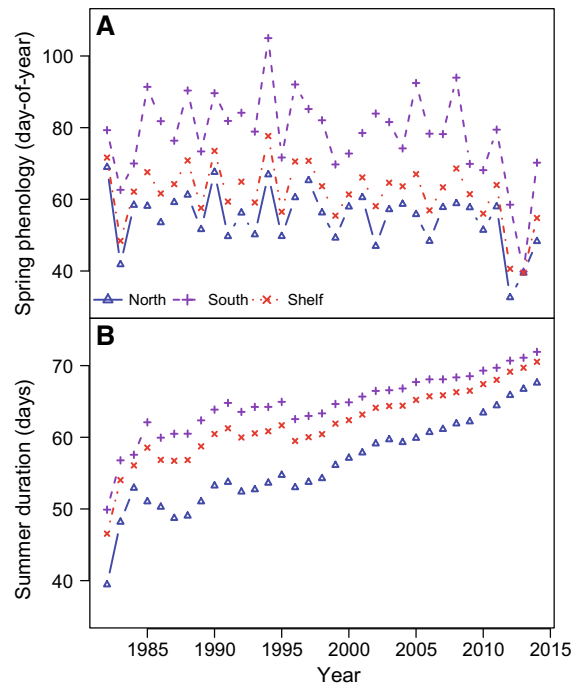 A
Spring phenology (day-of-year)
100
80
60
40
North South Shelf
B
Summer duration (days)
70
60
50
40
1985 1990 1995 2000 2005 2010 2015
Year